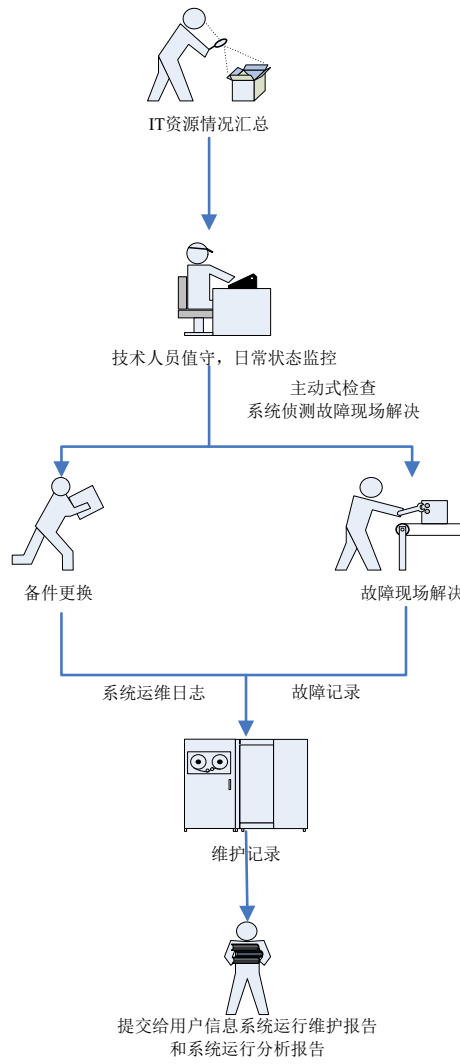 IT资源情况汇总
技术人员值守，日常状态监控
主动式检查
系统侦测故障现场解决
备件更换
故障现场解决
系统运维日志
故障记录
维护记录
提交给用户信息系统运行维护报告
和系统运行分析报告